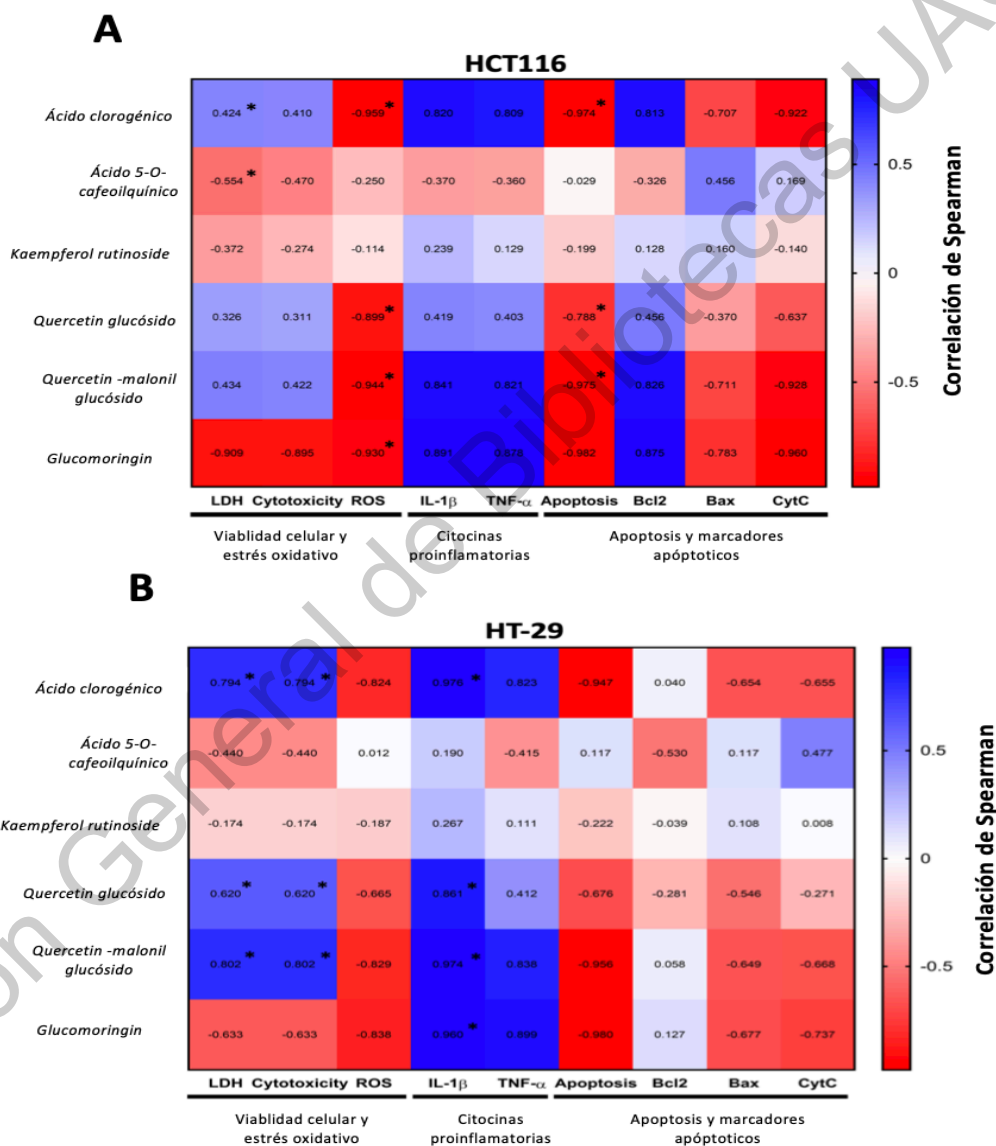 A
HCT116
Ácido clorogénico 0.424 * 0.410 -0.959 * 0.820 0.809 -0.974 * 0.813 -0.707 -0.922
Ácido 5-O-
cafeoilquínico -0.554 * -0.470 -0.250 -0.370 -0.360 -0.029 -0.326 0.456 0.169
Kaempferol rutinoside -0.372 -0.274 -0.114 0.239 0.129 -0.199 0.128 0.160 -0.140
Quercetin glucósido 0.326 0.311 -0.899 * 0.419 0.403 -0.788 * 0.456 -0.370 -0.637
Quercetin -malonil
glucósido 0.434 0.422 -0.944 * 0.841 0.821 -0.975 * 0.826 -0.711 -0.928
Glucomoringin -0.909 -0.895 -0.930 * 0.891 0.878 -0.982 0.875 -0.783 -0.960
0.5
0
-0.5
Correlación de Spearman
LDH Cytotoxicity ROS IL-1β TNF-α Apoptosis Bcl2 Bax CytC
Viablidad celular y
estrés oxidativo
Citocinas
proinflamatorias
Apoptosis y marcadores
apóptoticos
B
HT-29
Ácido clorogénico 0.794 * 0.794 * -0.824 0.976 * 0.823 -0.947 0.040 -0.654 -0.655
Ácido 5-O-
cafeoilquínico -0.440 -0.440 0.012 0.190 -0.415 0.117 -0.530 0.117 0.477
Kaempferol rutinoside -0.174 -0.174 -0.187 0.267 0.111 -0.222 -0.039 0.108 0.008
Quercetin glucósido 0.620 * 0.620 * -0.665 0.861 * 0.412 -0.676 -0.281 -0.546 -0.271
Quercetin -malonil
glucósido 0.802 * 0.802 * -0.829 0.974 * 0.838 -0.956 0.058 -0.649 -0.668
Glucomoringin -0.633 -0.633 -0.838 0.960 * 0.899 -0.980 0.127 -0.677 -0.737
0.5
0
-0.5
Correlación de Spearman
LDH Cytotoxicity ROS IL-1β TNF-α Apoptosis Bcl2 Bax CytC
Viablidad celular y
estrés oxidativo
Citocinas
proinflamatorias
Apoptosis y marcadores
apóptoticos
General de Bibliotecas